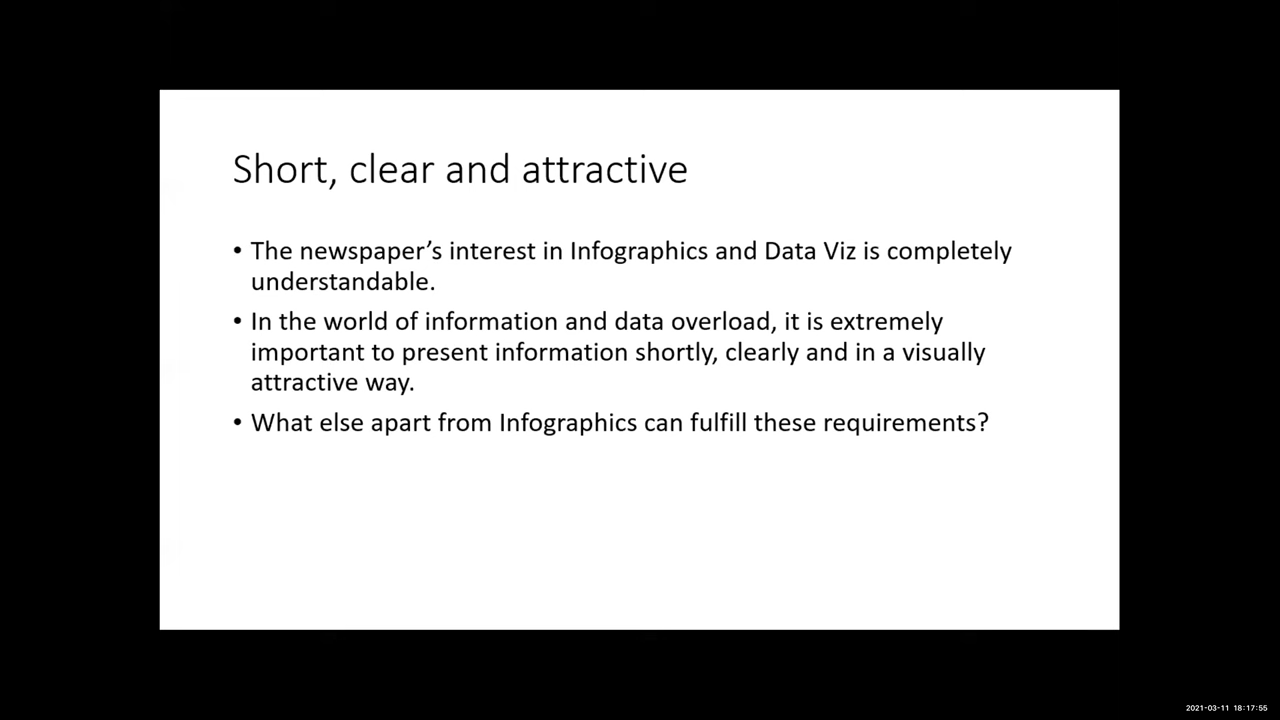 Short, clear and attractive
• The newspaper’s interest in Infographics and Data Viz is completely
understandable.
• In the world of information and data overload, it is extremely
important to present information shortly, clearly and in a visually
attractive way.
• What else apart from Infographics can fulfill these requirements?
2021-03-11 18:17:55